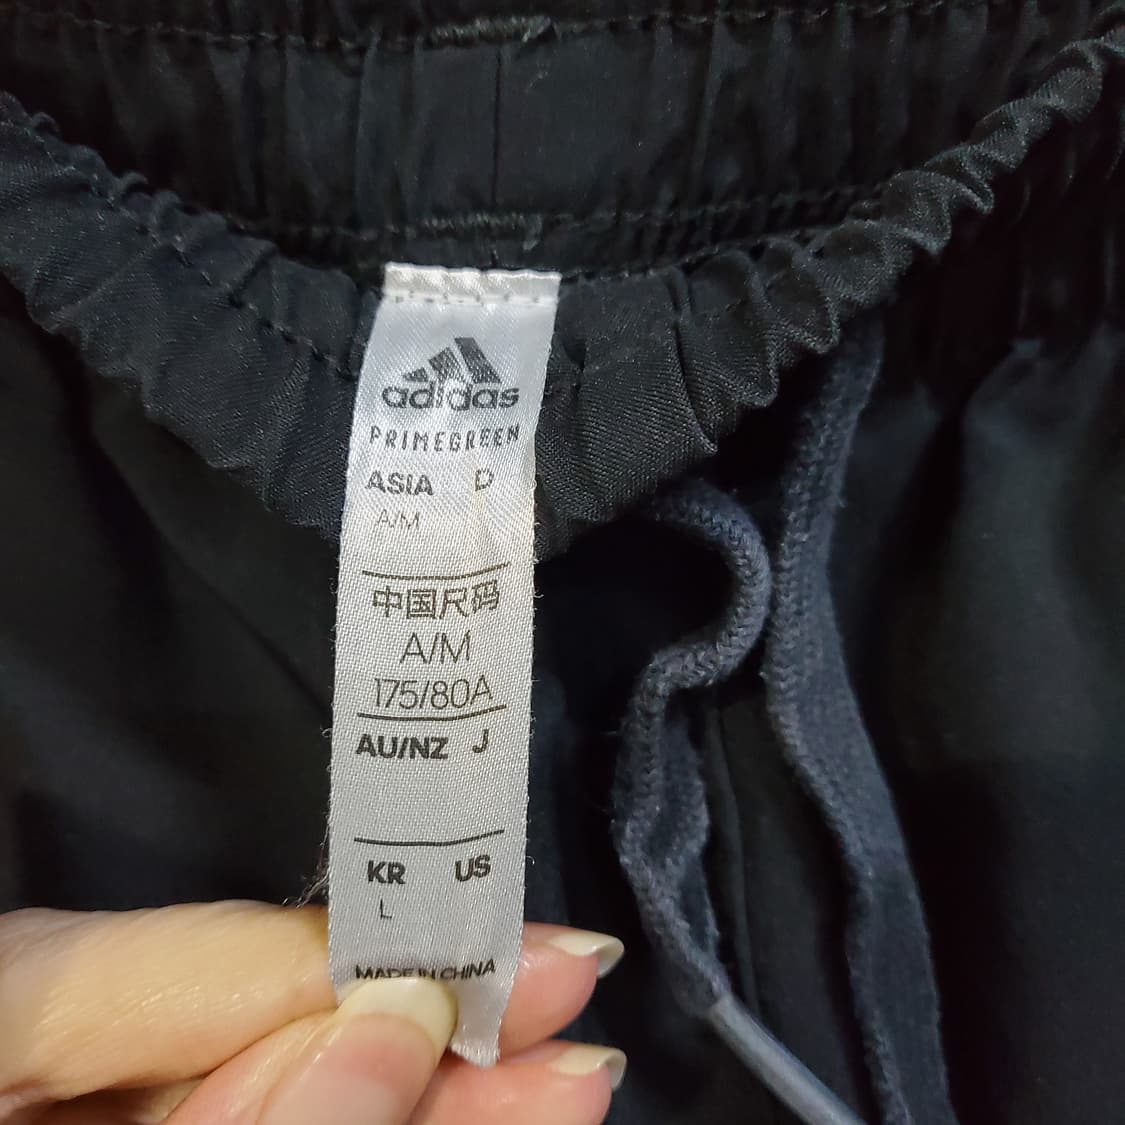 adidas
PRIMEGREEN
ASIA D
A/M
中国尺码
A/M
175/80A
AU/NZ J
KR US
L
MADE IN CHINA